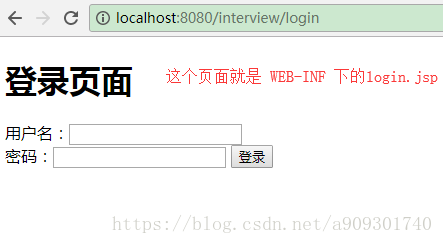 localhost:8080/interview/login
登录页面
这个页面就是 WEB-INF 下的login.jsp
用户名：
密码：
登录
https://blog.csdn.net/a909301740